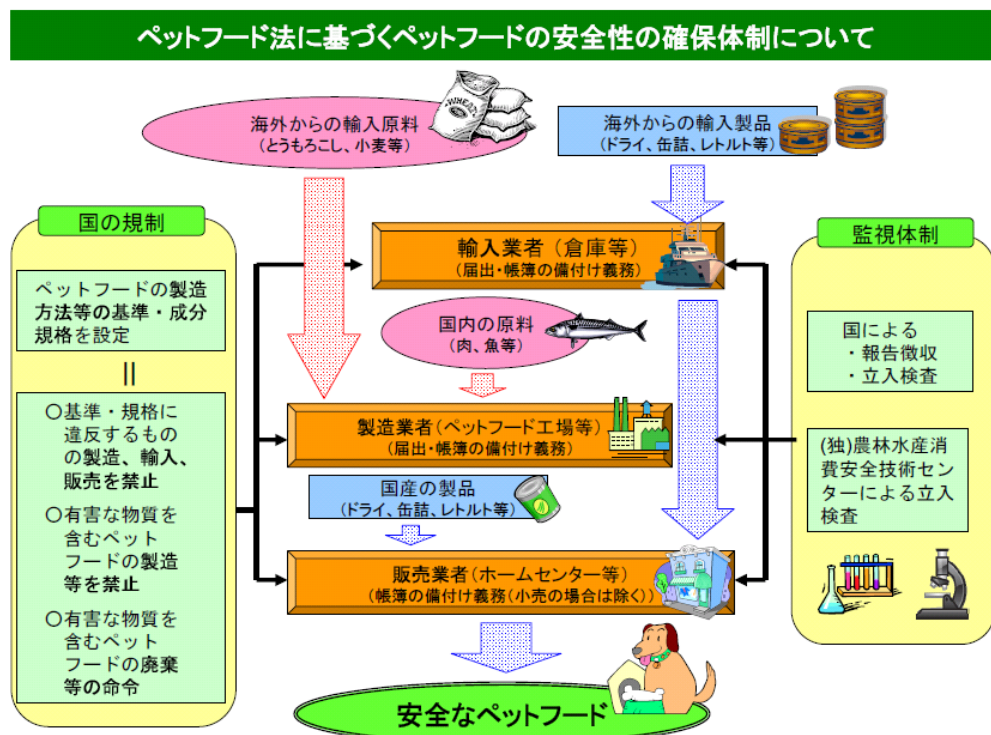 ペットフード法に基づくペットフードの安全性の確保体制について
海外からの輸入原料
(とうもろこし、小麦等)
WHEAT
海外からの輸入製品
(ドライ、缶詰、レトルト等)
国の規制
ペットフードの製造
方法等の基準・成分
規格を設定
||
〇基準・規格に
違反するもの
の製造、輸入、
販売を禁止
〇有害な物質を
含むペット
フードの製造
等を禁止
〇有害な物質を
含むペット
フードの廃棄
等の命令
輸入業者(倉庫等)
(届出・帳簿の備付け義務)
国内の原料
(肉、魚等)
製造業者(ペットフード工場等)
(届出・帳簿の備付け義務)
国産の製品
(ドライ、缶詰、レトルト等)
販売業者(ホームセンター等)
(帳簿の備付け義務(小売の場合は除く))
安全なペットフード
監視体制
国による
・報告徴収
・立入検査
(独)農林水産消
費安全技術セン
ターによる立入
検査